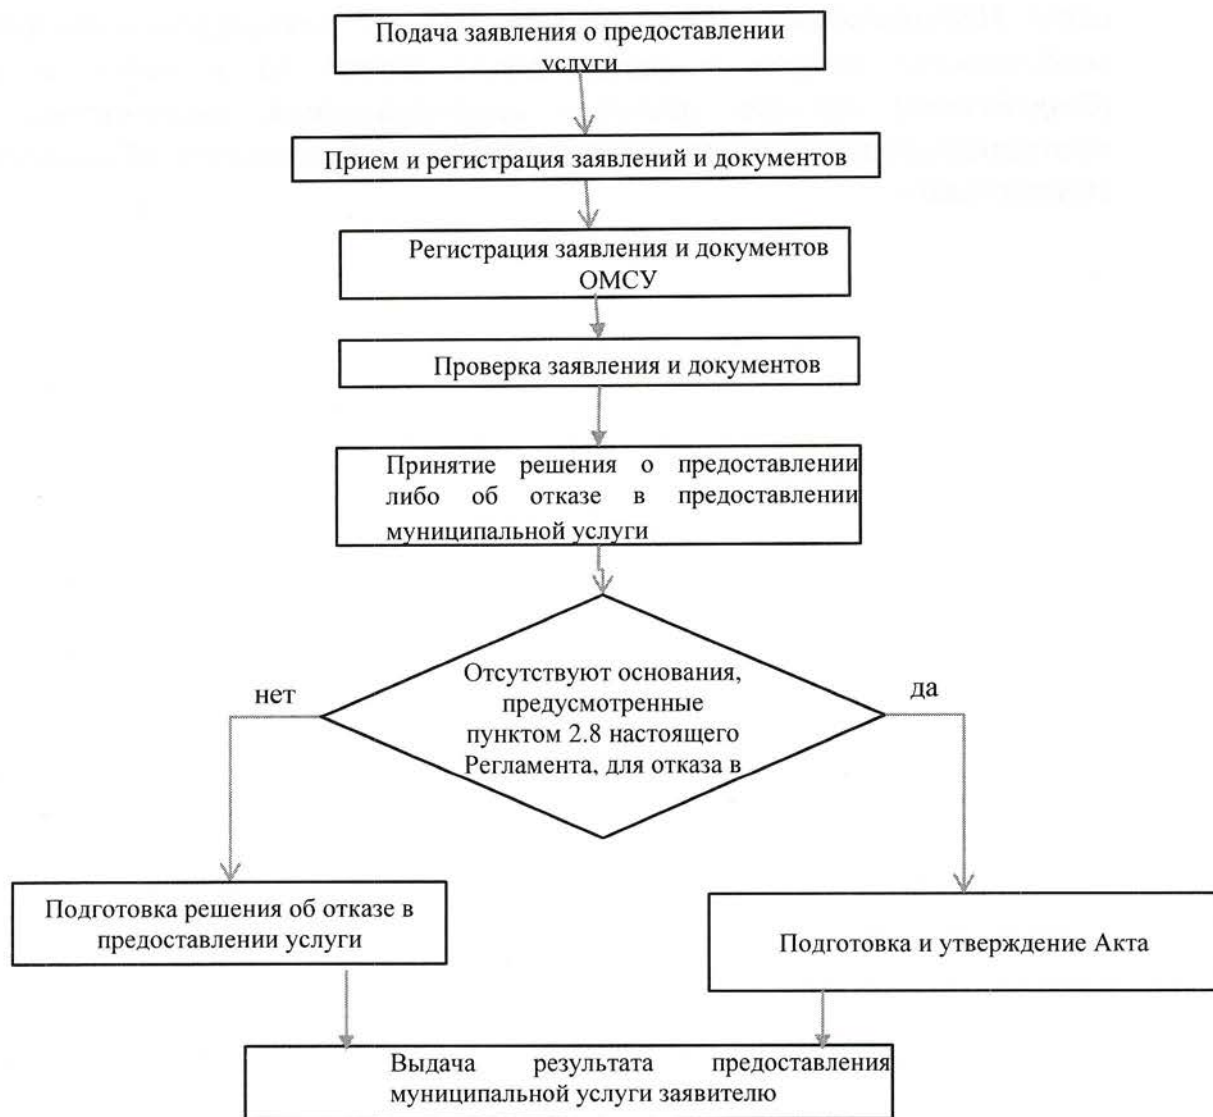 Подача заявления о предоставлении
услуги
Прием и регистрация заявлений и документов
Регистрация заявления и документов
ОМСУ
Проверка заявления и документов
Принятие решения о предоставлении
либо об отказе в предоставлении
муниципальной услуги
Отсутствуют основания,
предусмотренные
пунктом 2.8 настоящего
Регламента, для отказа в
нет
да
Подготовка решения об отказе в
предоставлении услуги
Подготовка и утверждение Акта
Выдача результата предоставления
муниципальной услуги заявителю